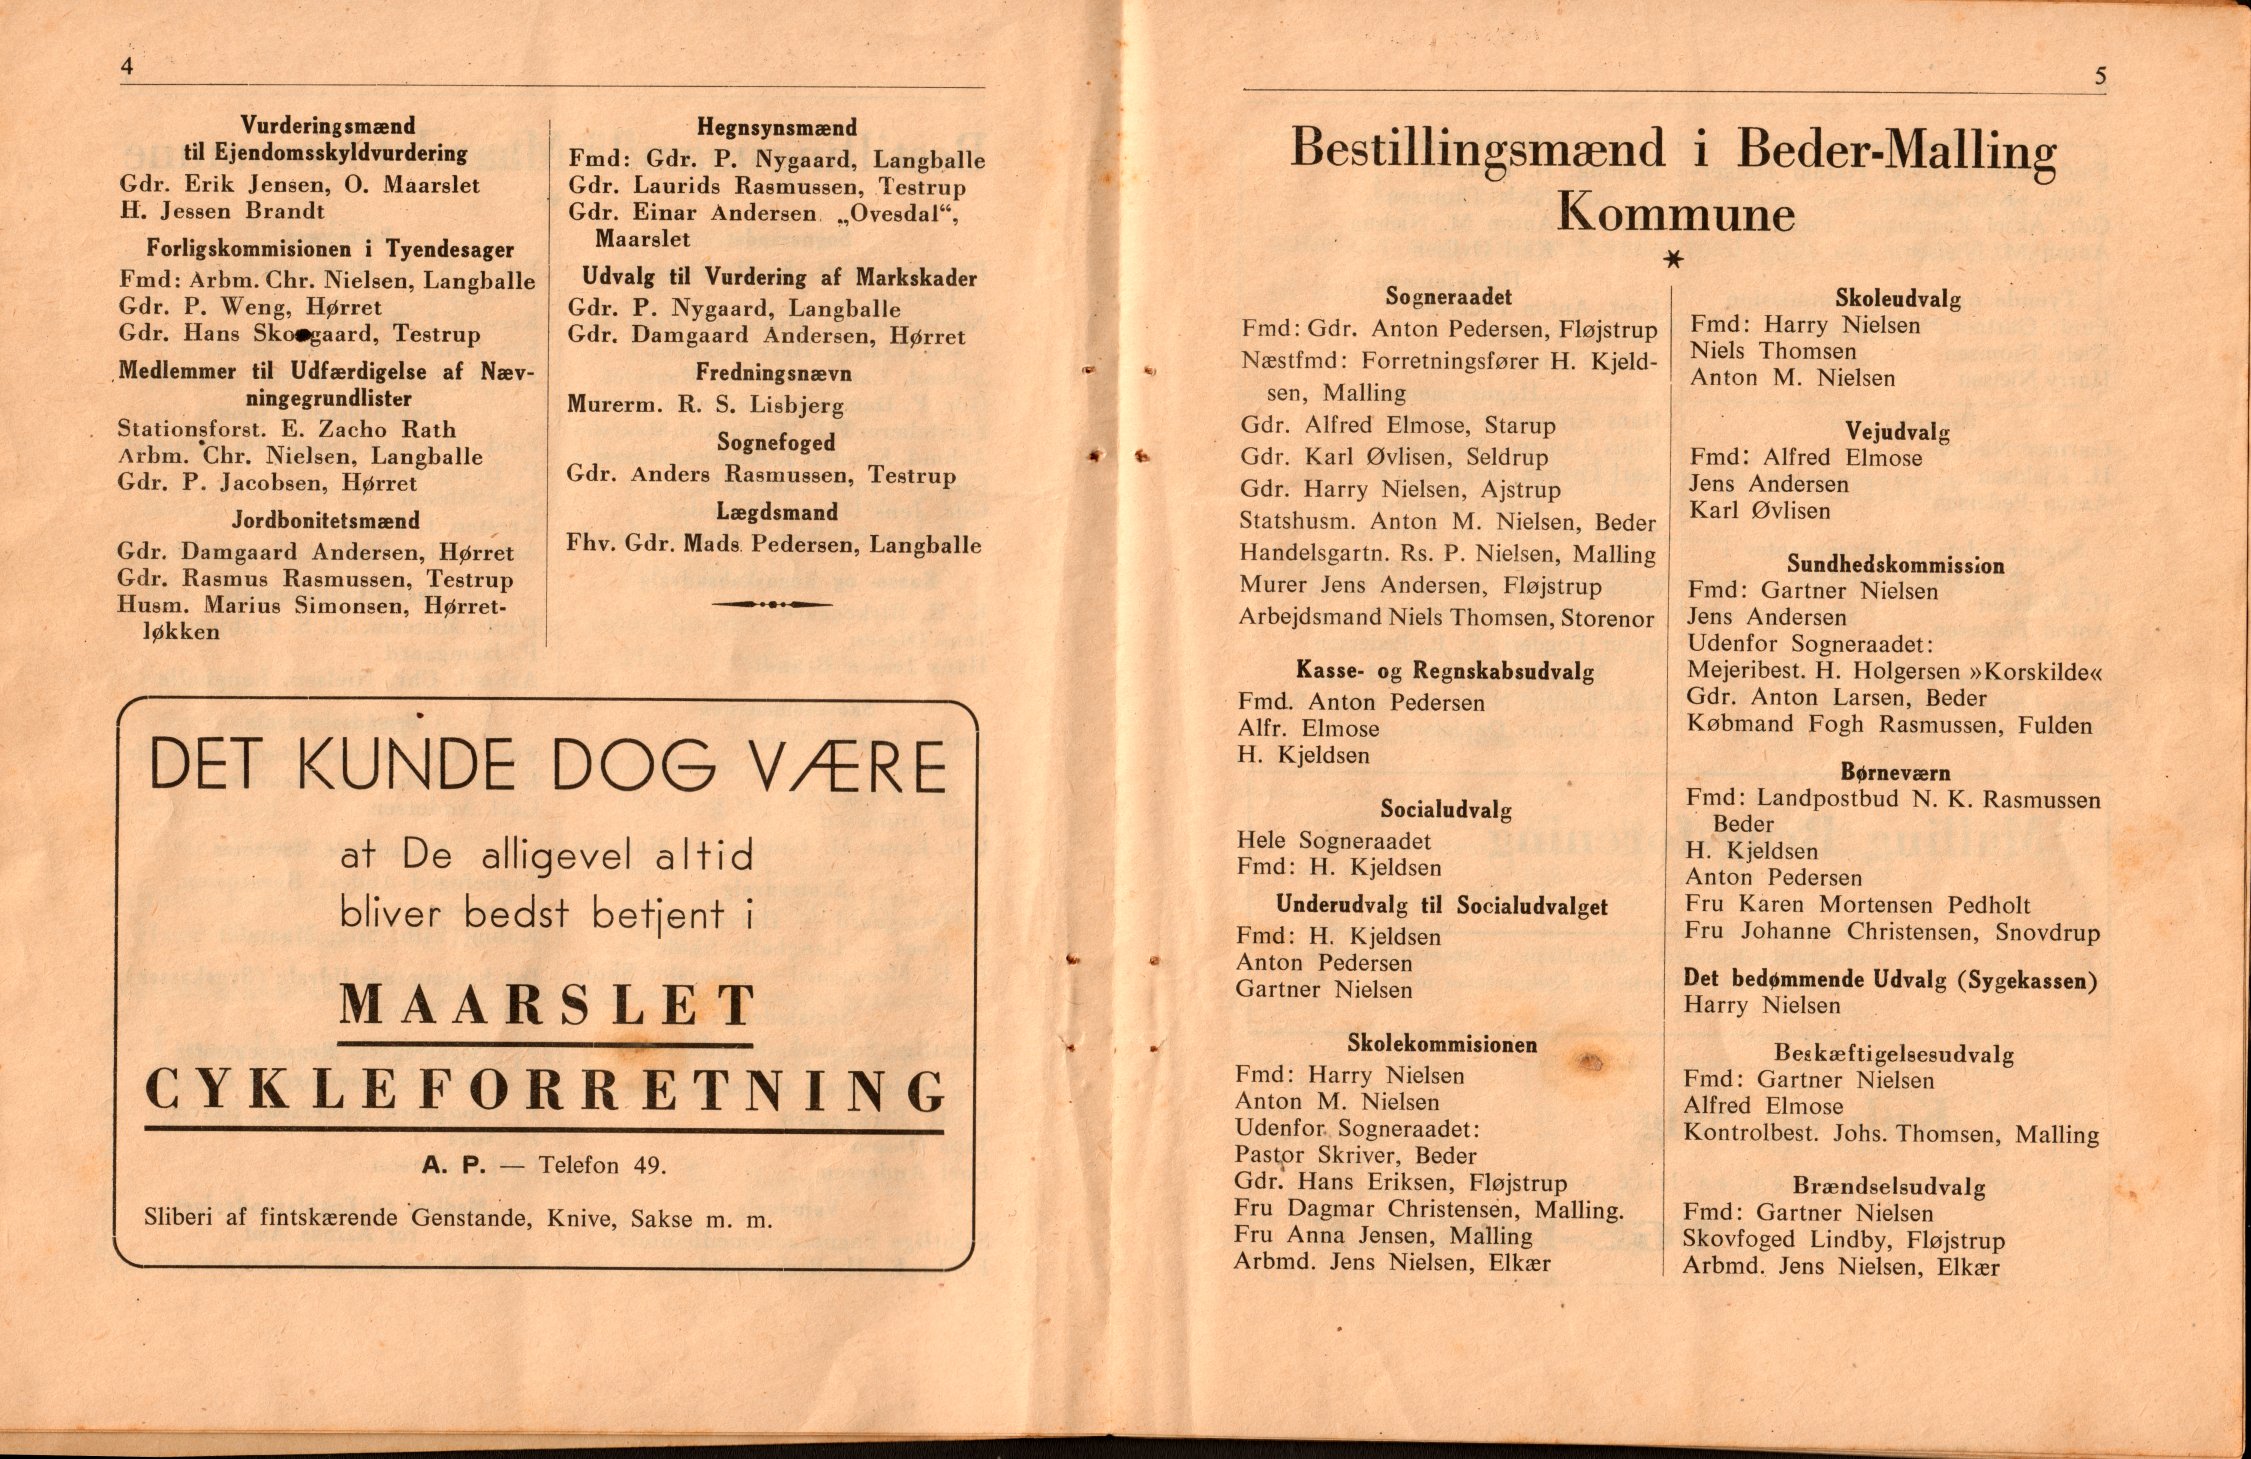 4
Vurderingsmænd
til Ejendomsskyldvurdering
Gdr. Erik Jensen, O. Maarslet
H. Jessen Brandt
Forligskommisionen i Tyendesager
Fmd: Arbm. Chr. Nielsen, Langballe
Gdr. P. Weng, Hørret
Gdr. Hans Skovgaard, Testrup
Medlemmer til Udfærdigelse af Næv-
ningegrundlister
Stationsforst. E. Zacho Rath
Arbm. Chr. Nielsen, Langballe
Gdr. P. Jacobsen, Hørret
Jordbonitetsmænd
Gdr. Damgaard Andersen, Hørret
Gdr. Rasmus Rasmussen, Testrup
Husm. Marius Simonsen, Hørret-
løkken
Hegnsynsmænd
Fmd: Gdr. P. Nygaard, Langballe
Gdr. Laurids Rasmussen, Testrup
Gdr. Einar Andersen „Ovesdal“,
Maarslet
Udvalg til Vurdering af Markskader
Gdr. P. Nygaard, Langballe
Gdr. Damgaard Andersen, Hørret
Fredningsnævn
Murerm. R. S. Lisbjerg
Sognefoged
Gdr. Anders Rasmussen, Testrup
Lægdsmand
Fhv. Gdr. Mads Pedersen, Langballe
DET KUNDE DOG VÆRE
at De alligevel altid
bliver bedst betjent i
MAARSLET
CYKLEFORRETNING
A. P. — Telefon 49.
Sliberi af fintskærende Genstande, Knive, Sakse m. m.
5
Bestillingsmænd i Beder-Malling
Kommune
*
Sogneraadet
Fmd: Gdr. Anton Pedersen, Fløjstrup
Næstfmd: Forretningsfører H. Kjeld-
sen, Malling
Gdr. Alfred Elmose, Starup
Gdr. Karl Øvlisen, Seldrup
Gdr. Harry Nielsen, Ajstrup
Statshusm. Anton M. Nielsen, Beder
Handelsgartn. Rs. P. Nielsen, Malling
Murer Jens Andersen, Fløjstrup
Arbejdsmand Niels Thomsen, Storenor
Kasse- og Regnskabsudvalg
Fmd. Anton Pedersen
Alfr. Elmose
H. Kjeldsen
Socialudvalg
Hele Sogneraadet
Fmd: H. Kjeldsen
Underudvalg til Socialudvalget
Fmd: H. Kjeldsen
Anton Pedersen
Gartner Nielsen
Skolekommisionen
Fmd: Harry Nielsen
Anton M. Nielsen
Udenfor Sogneraadet:
Pastor Skriver, Beder
Gdr. Hans Eriksen, Fløjstrup
Fru Dagmar Christensen, Malling.
Fru Anna Jensen, Malling
Arbmd. Jens Nielsen, Elkær
Skoleudvalg
Fmd: Harry Nielsen
Niels Thomsen
Anton M. Nielsen
Vejudvalg
Fmd: Alfred Elmose
Jens Andersen
Karl Øvlisen
Sundhedskommission
Fmd: Gartner Nielsen
Jens Andersen
Udenfor Sogneraadet:
Mejeribest. H. Holgersen »Korskilde«
Gdr. Anton Larsen, Beder
Købmand Fogh Rasmussen, Fulden
Børneværn
Fmd: Landpostbud N. K. Rasmussen
Beder
H. Kjeldsen
Anton Pedersen
Fru Karen Mortensen Pedholt
Fru Johanne Christensen, Snovdrup
Det bedømmende Udvalg (Sygekassen)
Harry Nielsen
Beskæftigelsesudvalg
Fmd: Gartner Nielsen
Alfred Elmose
Kontrolbest. Johs. Thomsen, Malling
Brændselsudvalg
Fmd: Gartner Nielsen
Skovfoged Lindby, Fløjstrup
Arbmd. Jens Nielsen, Elkær